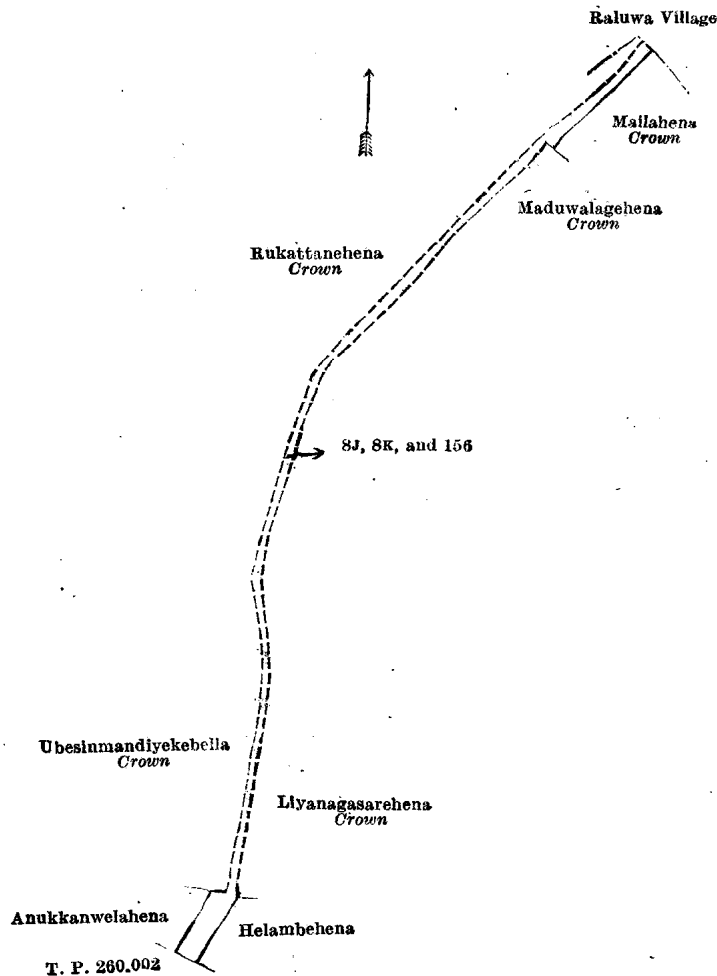 Raluwa Village
Mailahena
Crown
Maduwalagehena
Crown
Rukattanehena
Crown
8J, 8K, and 156
Ubesinmandiyekebella
Crown
Liyanagasarehena
Crown
Anukkanwelahena
Helambehena
T. P. 260,002